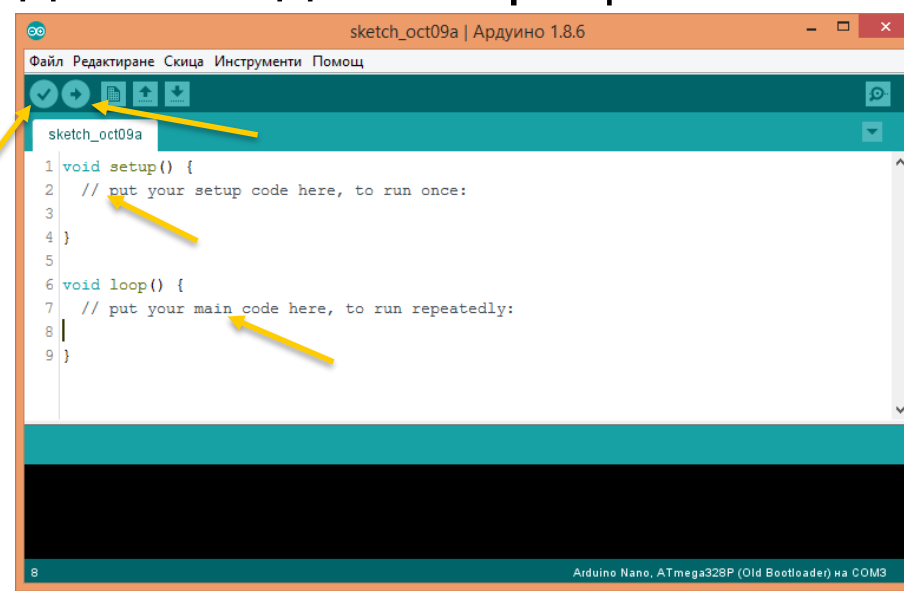 sketch_oct09a | Ардуино 1.8.6
Файл Редактиране Скица Инструменти Помощ
sketch_oct09a
1 void setup() {
2   // put your setup code here, to run once:
3
4 }
5
6 void loop() {
7   // put your main code here, to run repeatedly:
8
9 }
8
Arduino Nano, ATmega328P (Old Bootloader) на COM3